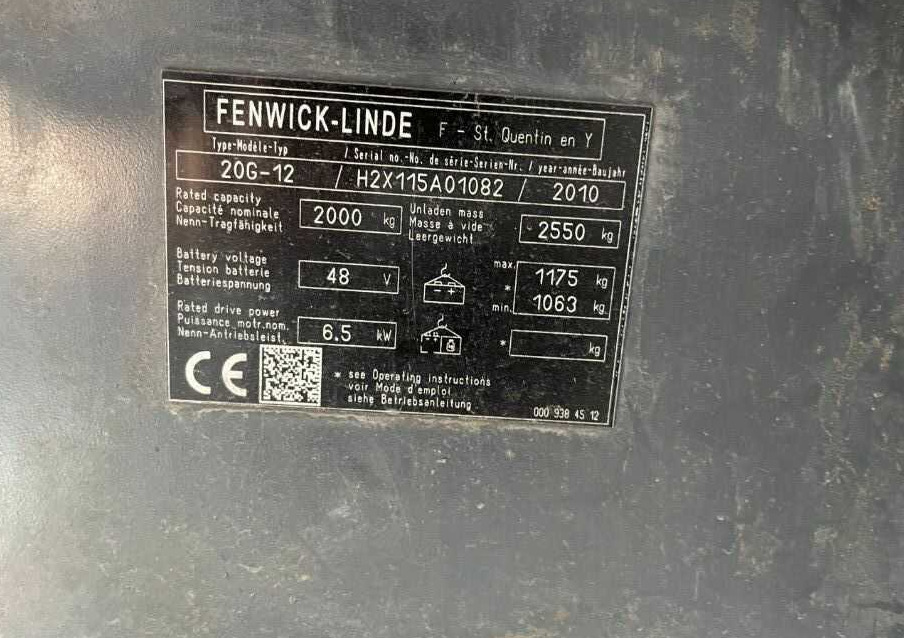 FENWICK-LINDE F - St. Quentin en Y
Type-Modèle-Typ / Serial no.-No. de série-Serien-Nr. / year-année-Baujahr
20G-12 / H2X115A01082 / 2010
Rated capacity
Capacité nominale
Nenn-Tragfähigkeit
2000 kg
Unladen mass
Masse à vide
Leergewicht
2550 kg
Battery voltage
Tension batterie
Batteriespannung
48 V
- +
max. 1175 kg
*
min. 1063 kg
Rated drive power
Puissance motr.nom.
Nenn-Antriebsleist.
6.5 kW
* kg
CE
* see Operating instructions
voir Mode d'emploi
siehe Betriebsanleitung
000 938 45 12